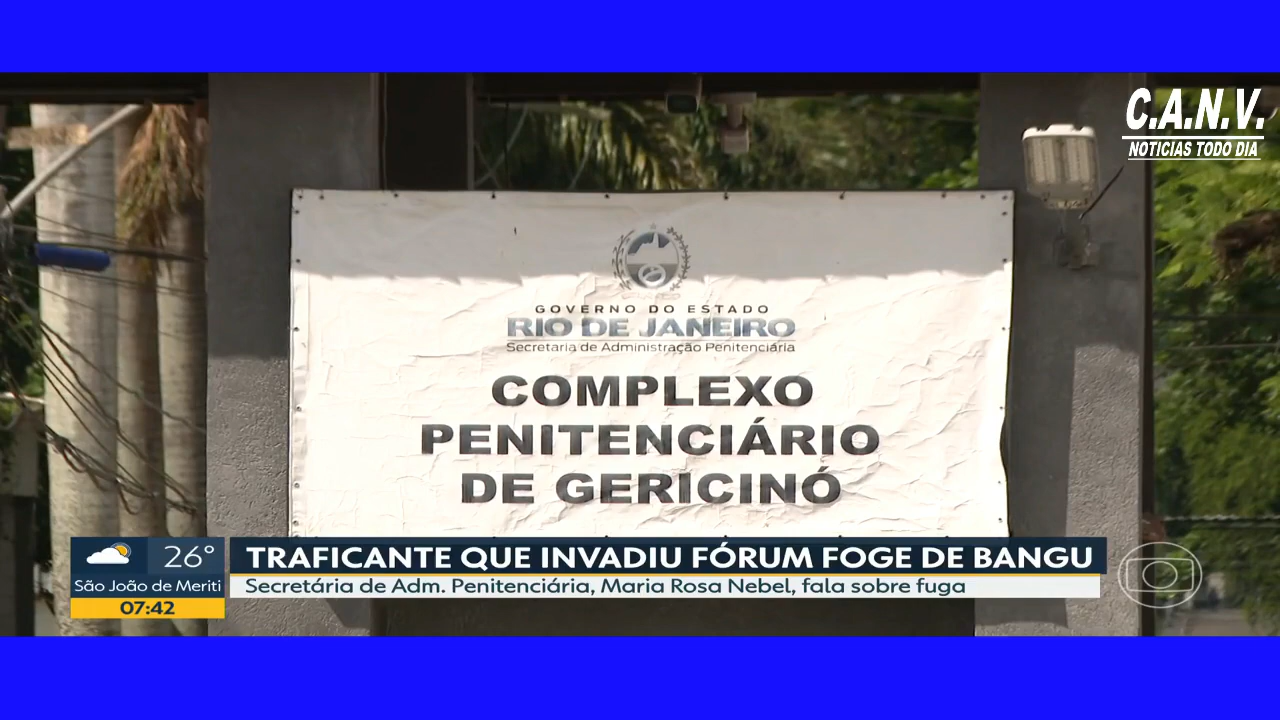 C.A.N.V.
NOTICIAS TODO DIA
GOVERNO DO ESTADO
RIO DE JANEIRO
Secretaria de Administração Penitenciária
COMPLEXO
PENITENCIÁRIO
DE GERICINÓ
26°
São João de Meriti
07:42
TRAFICANTE QUE INVADIU FÓRUM FOGE DE BANGU
Secretária de Adm. Penitenciária, Maria Rosa Nebel, fala sobre fuga